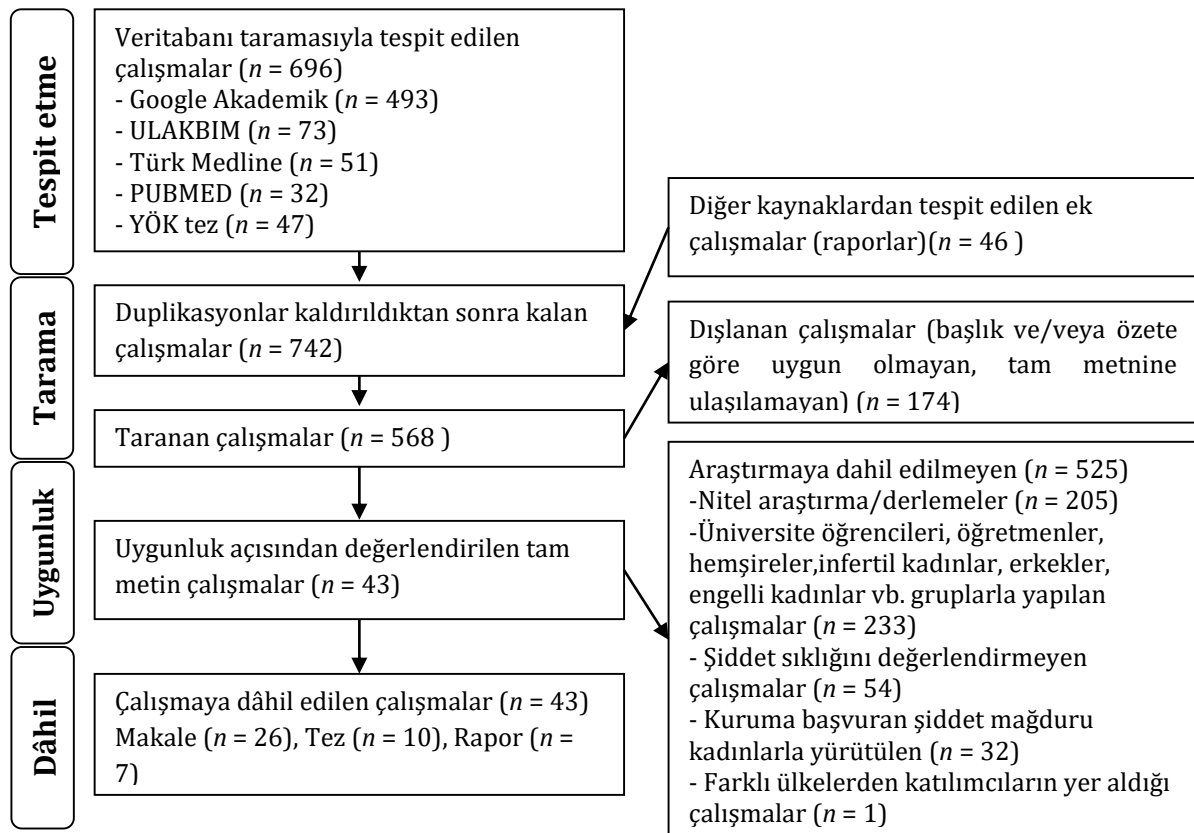 Tespit etme
Veritabanı taramasıyla tespit edilen
çalışmalar (n = 696)
- Google Akademik (n = 493)
- ULAKBIM (n = 73)
- Türk Medline (n = 51)
- PUBMED (n = 32)
- YÖK tez (n = 47)
Diğer kaynaklardan tespit edilen ek
çalışmalar (raporlar)(n = 46 )
Tarama
Duplikasyonlar kaldırıldıktan sonra kalan
çalışmalar (n = 742)
Dışlanan çalışmalar (başlık ve/veya özete
göre uygun olmayan, tam metnine
ulaşılamayan) (n = 174)
Taranan çalışmalar (n = 568 )
Uygunluk
Uygunluk açısından değerlendirilen tam
metin çalışmalar (n = 43)
Araştırmaya dahil edilmeyen (n = 525)
-Nitel araştırma/derlemeler (n = 205)
-Üniversite öğrencileri, öğretmenler,
hemşireler,infertil kadınlar, erkekler,
engelli kadınlar vb. gruplarla yapılan
çalışmalar (n = 233)
- Şiddet sıklığını değerlendirmeyen
çalışmalar (n = 54)
- Kuruma başvuran şiddet mağduru
kadınlarla yürütülen (n = 32)
- Farklı ülkelerden katılımcıların yer aldığı
çalışmalar (n = 1)
Dâhil
Çalışmaya dâhil edilen çalışmalar (n = 43)
Makale (n = 26), Tez (n = 10), Rapor (n =
7)